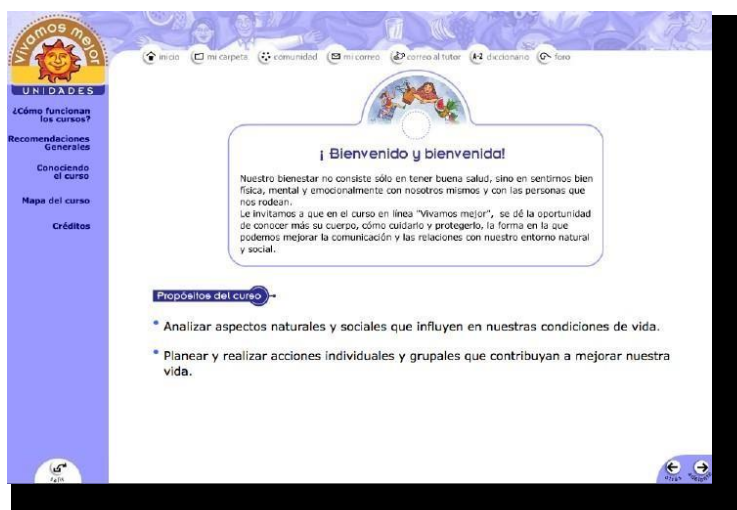 vivamos mejor
UNIDADES
inicio mi carpeta comunidad mi correo correo al tutor A-Z diccionario foro
¿Cómo funcionan
los cursos?
Recomendaciones
Generales
Conociendo
el curso
Mapa del curso
Créditos
¡ Bienvenido y bienvenida!
Nuestro bienestar no consiste sólo en tener buena salud, sino en sentirnos bien
física, mental y emocionalmente con nosotros mismos y con las personas que
nos rodean.
Le invitamos a que en el curso en línea "Vivamos mejor", se dé la oportunidad
de conocer más su cuerpo, cómo cuidarlo y protegerlo, la forma en la que
podemos mejorar la comunicación y las relaciones con nuestro entorno natural
y social.
Propósitos del curso
Analizar aspectos naturales y sociales que influyen en nuestras condiciones de vida.
Planear y realizar acciones individuales y grupales que contribuyan a mejorar nuestra
vida.
salir
atrás adelante